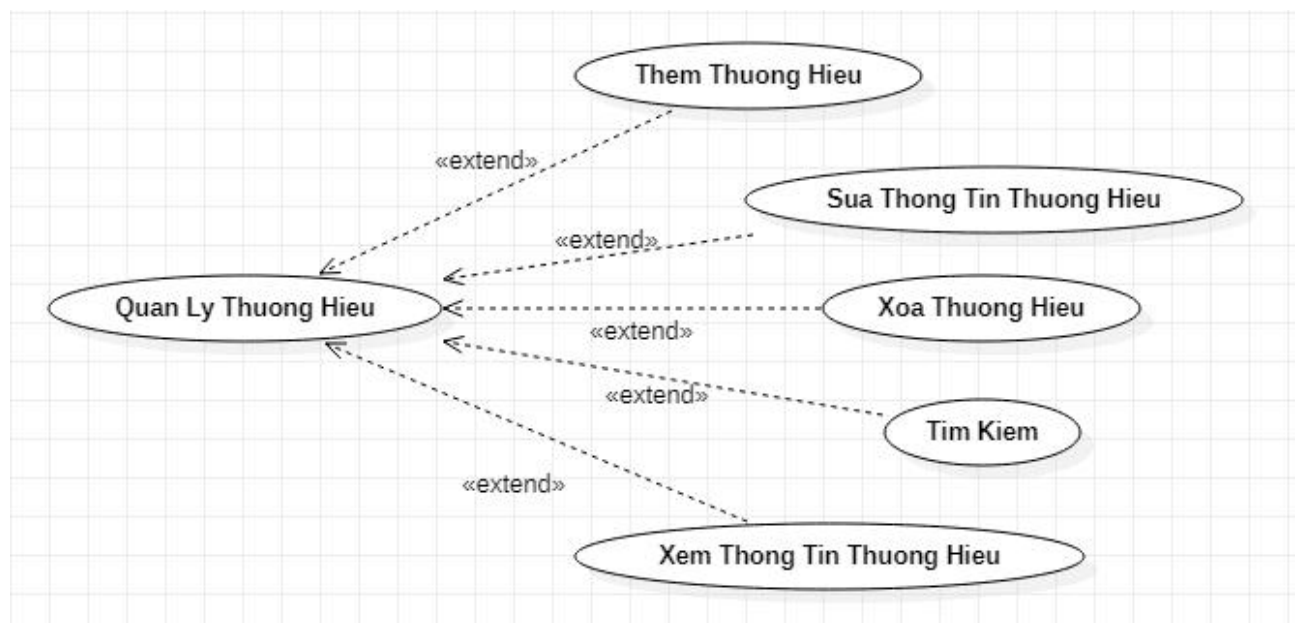 Them Thuong Hieu
«extend»
Sua Thong Tin Thuong Hieu
«extend»
Quan Ly Thuong Hieu
Xoa Thuong Hieu
«extend»
«extend»
Tim Kiem
«extend»
Xem Thong Tin Thuong Hieu